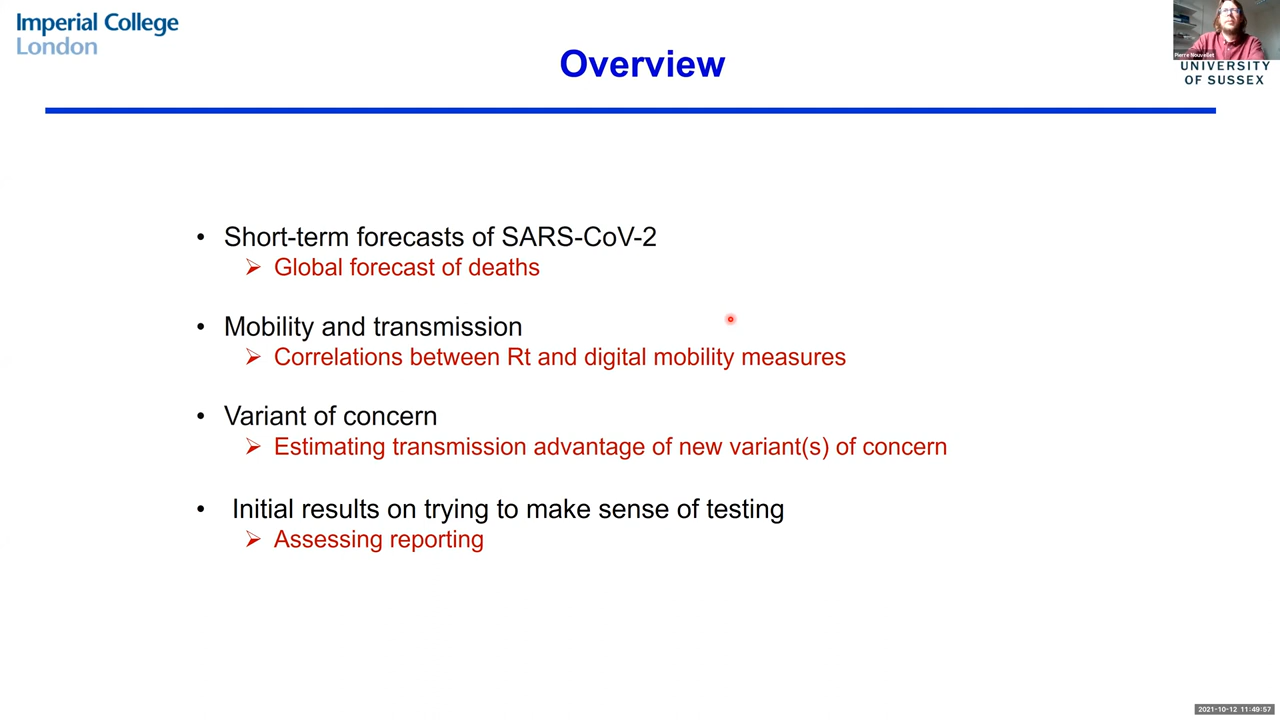 Imperial College
London
Overview
Pierre Nouvellet
UNIVERSITY
OF SUSSEX
• Short-term forecasts of SARS-CoV-2
➢ Global forecast of deaths
• Mobility and transmission
➢ Correlations between Rt and digital mobility measures
• Variant of concern
➢ Estimating transmission advantage of new variant(s) of concern
• Initial results on trying to make sense of testing
➢ Assessing reporting
2021-10-12 11:49:57